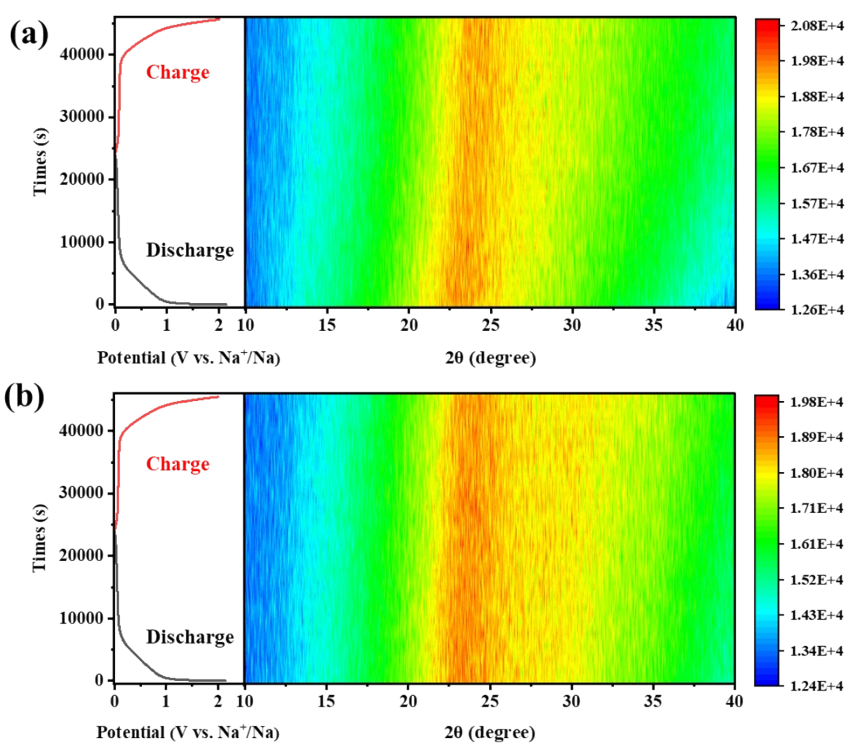 (a)
Times (s)
40000
30000
20000
10000
0
Charge
Discharge
0 1 2 10 15 20 25 30 35 40
Potential (V vs. Na⁺/Na) 2θ (degree)
2.08E+4
1.98E+4
1.88E+4
1.78E+4
1.67E+4
1.57E+4
1.47E+4
1.36E+4
1.26E+4
(b)
Times (s)
40000
30000
20000
10000
0
Charge
Discharge
0 1 2 10 15 20 25 30 35 40
Potential (V vs. Na⁺/Na) 2θ (degree)
1.98E+4
1.89E+4
1.80E+4
1.71E+4
1.61E+4
1.52E+4
1.43E+4
1.34E+4
1.24E+4